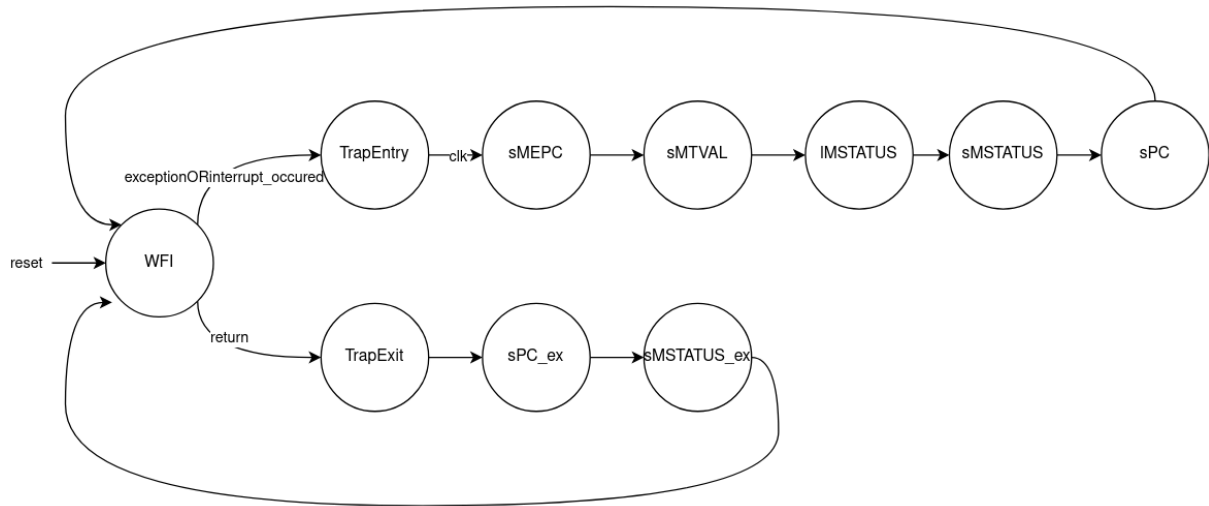 TrapEntry
clk
sMEPC
sMTVAL
lMSTATUS
sMSTATUS
sPC
exceptionORinterrupt_occured
reset
WFI
return
TrapExit
sPC_ex
sMSTATUS_ex